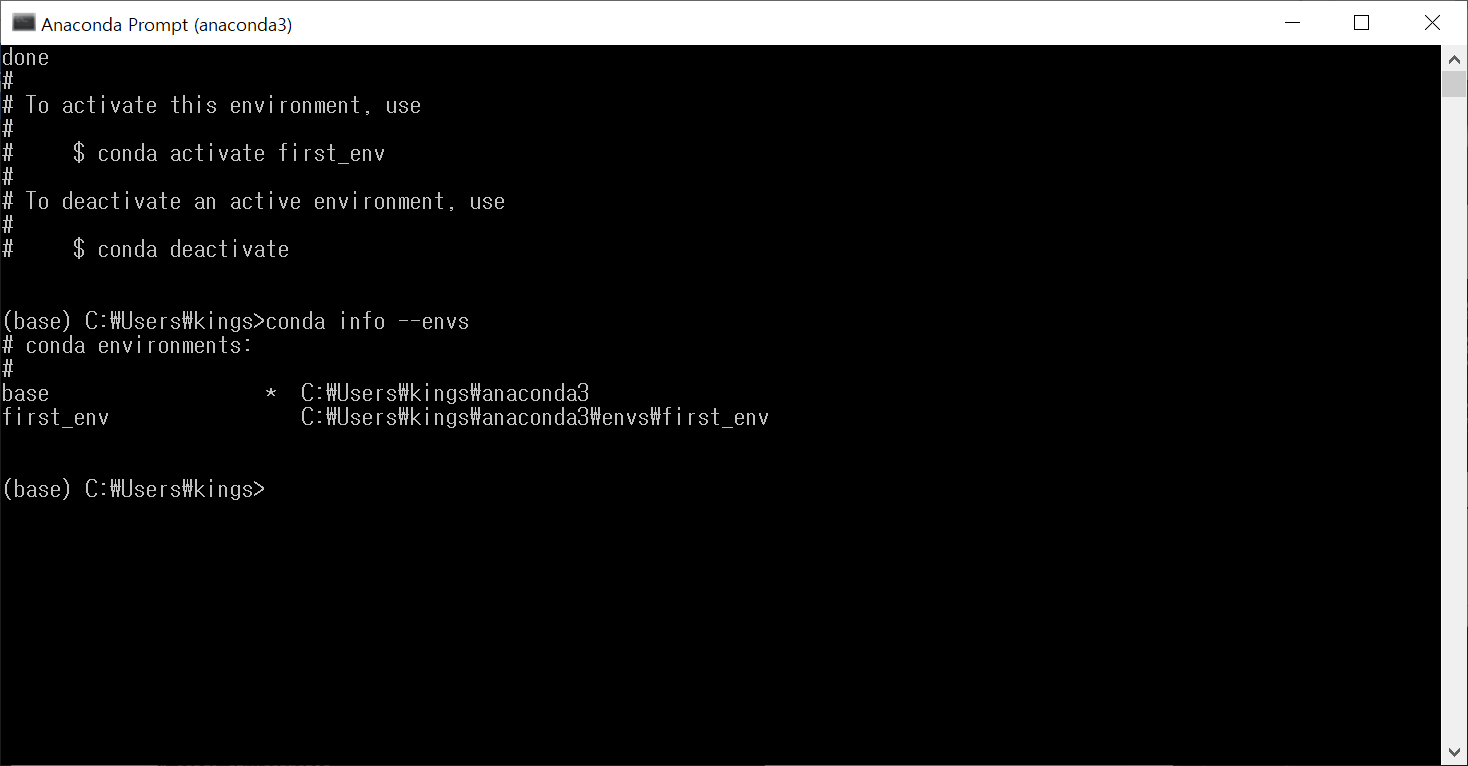 Anaconda Prompt (anaconda3)
done
#
# To activate this environment, use
#
#     $ conda activate first_env
#
# To deactivate an active environment, use
#
#     $ conda deactivate
(base) C:₩Users₩kings>conda info --envs
# conda environments:
#
base                  *  C:₩Users₩kings₩anaconda3
first_env                C:₩Users₩kings₩anaconda3₩envs₩first_env
(base) C:₩Users₩kings>